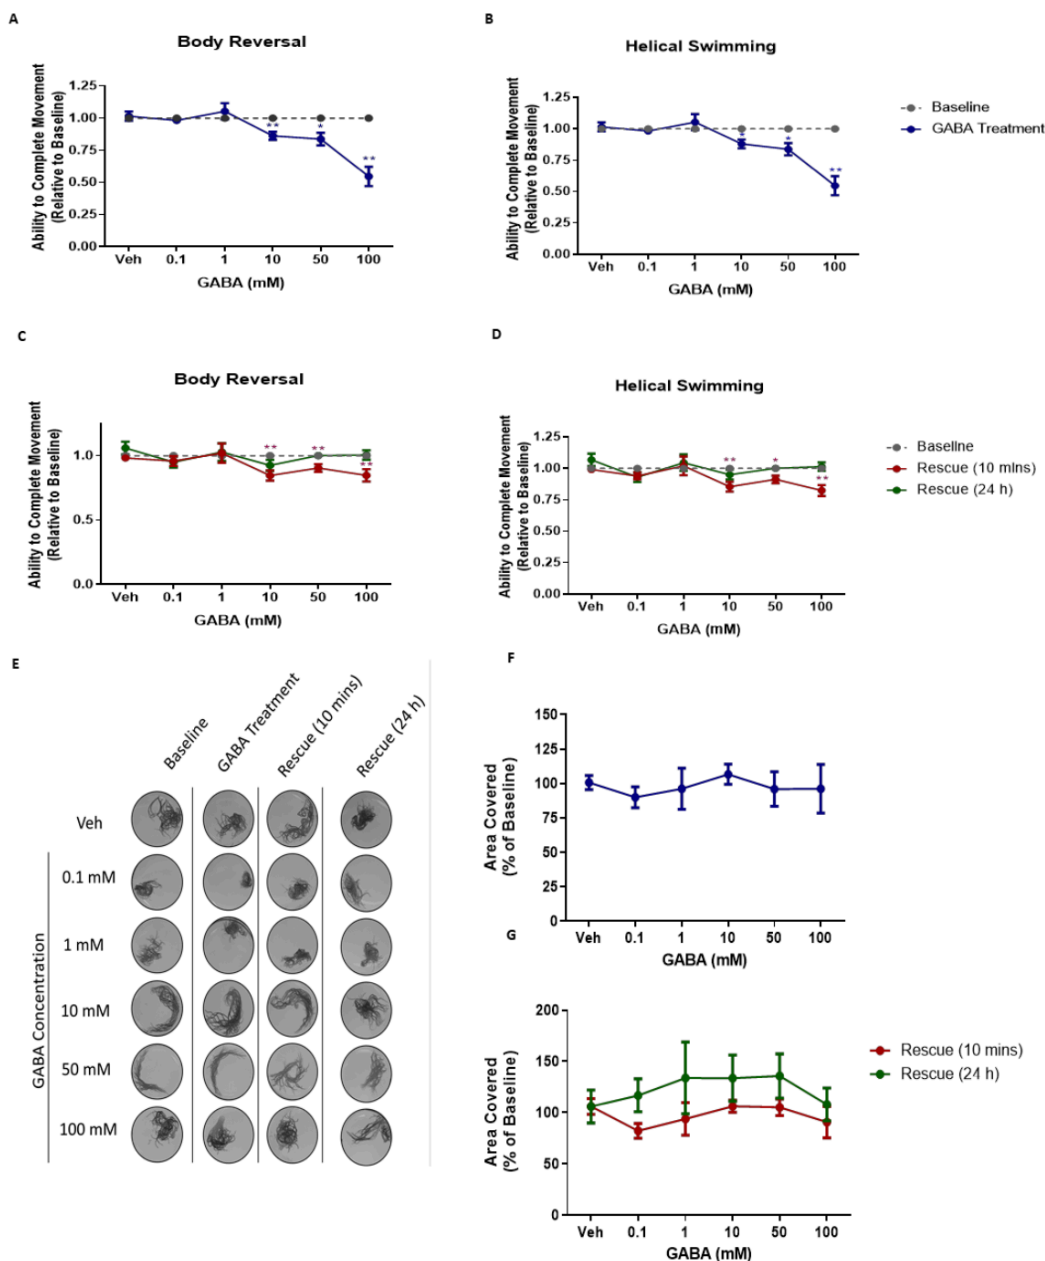 A
Body Reversal
Ability to Complete Movement
(Relative to Baseline)
1.25
1.00
0.75
0.50
0.25
0.00
**
*
**
Veh 0.1 1 10 50 100
GABA (mM)
B
Helical Swimming
Ability to Complete Movement
(Relative to Baseline)
1.25
1.00
0.75
0.50
0.25
0.00
*
*
**
Veh 0.1 1 10 50 100
GABA (mM)
Baseline
GABA Treatment
C
Body Reversal
Ability to Complete Movement
(Relative to Baseline)
1.0
0.5
0.0
**
**
**
Veh 0.1 1 10 50 100
GABA (mM)
D
Helical Swimming
Ability to Complete Movement
(Relative to Baseline)
1.25
1.00
0.75
0.50
0.25
0.00
**
*
**
Veh 0.1 1 10 50 100
GABA (mM)
Baseline
Rescue (10 mins)
Rescue (24 h)
E
Baseline
GABA Treatment
Rescue (10 mins)
Rescue (24 h)
Veh
GABA Concentration
0.1 mM
1 mM
10 mM
50 mM
100 mM
F
Area Covered
(% of Baseline)
150
125
100
75
50
25
0
Veh 0.1 1 10 50 100
GABA (mM)
G
Area Covered
(% of Baseline)
200
150
100
50
0
Veh 0.1 1 10 50 100
GABA (mM)
Rescue (10 mins)
Rescue (24 h)